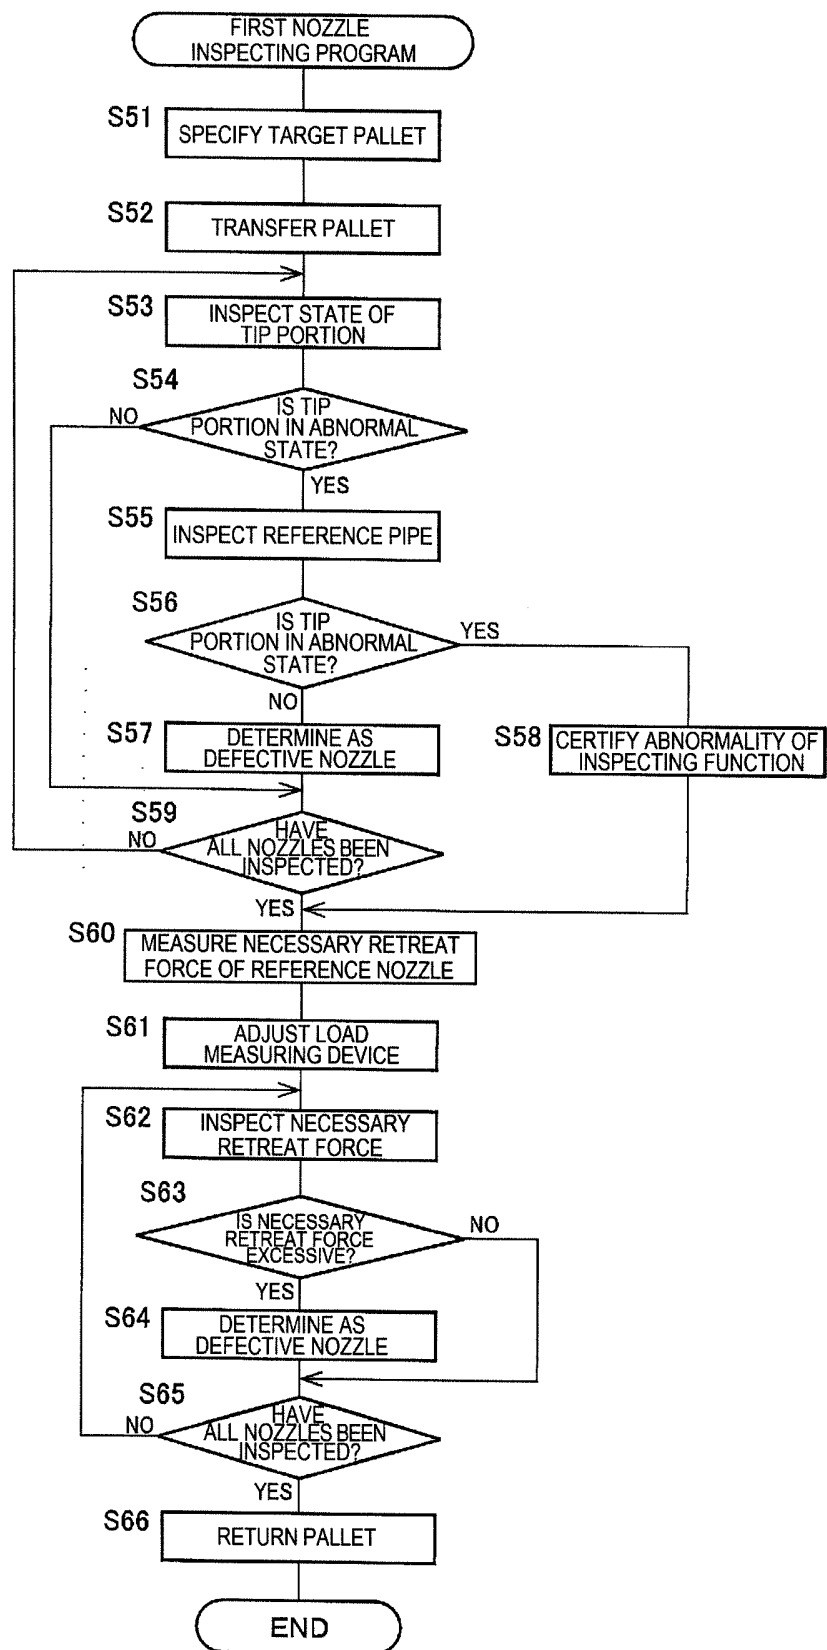 FIRST NOZZLE
INSPECTING PROGRAM
S51
SPECIFY TARGET PALLET
S52
TRANSFER PALLET
S53
INSPECT STATE OF
TIP PORTION
S54
IS TIP
PORTION IN ABNORMAL
STATE?
NO
YES
S55
INSPECT REFERENCE PIPE
S56
IS TIP
PORTION IN ABNORMAL
STATE?
YES
NO
S57
DETERMINE AS
DEFECTIVE NOZZLE
S58
CERTIFY ABNORMALITY OF
INSPECTING FUNCTION
S59
HAVE
ALL NOZZLES BEEN
INSPECTED?
NO
YES
S60
MEASURE NECESSARY RETREAT
FORCE OF REFERENCE NOZZLE
S61
ADJUST LOAD
MEASURING DEVICE
S62
INSPECT NECESSARY
RETREAT FORCE
S63
IS NECESSARY
RETREAT FORCE
EXCESSIVE?
NO
YES
S64
DETERMINE AS
DEFECTIVE NOZZLE
S65
HAVE
ALL NOZZLES BEEN
INSPECTED?
NO
YES
S66
RETURN PALLET
END